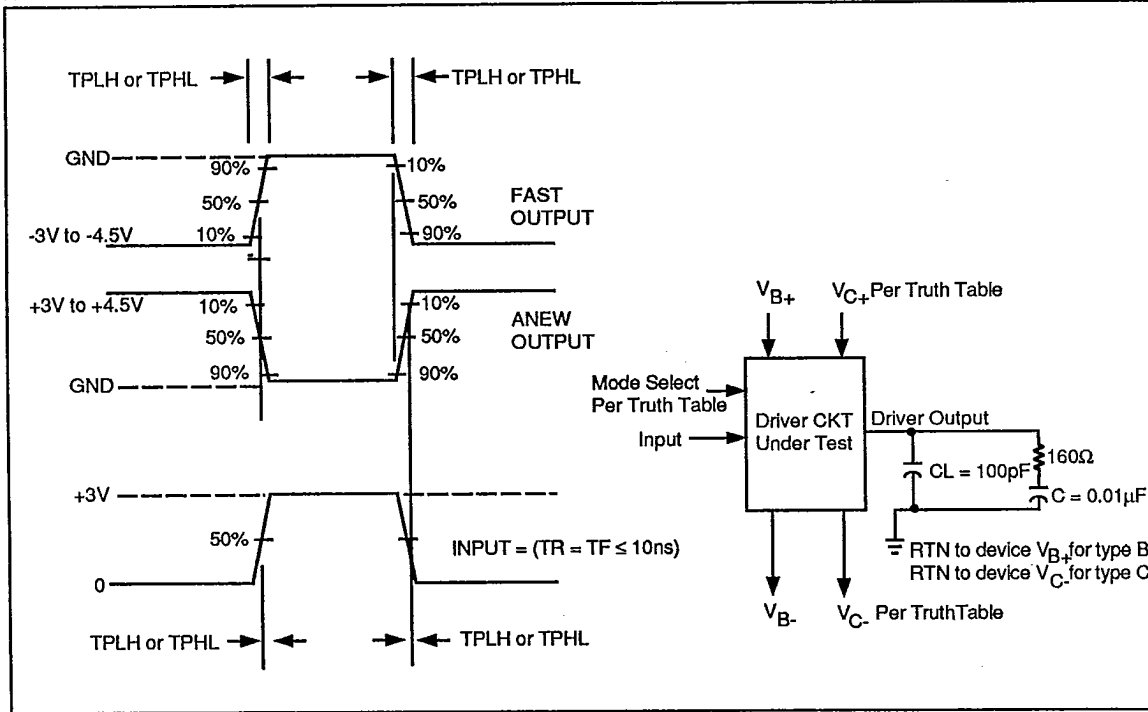 TPLH or TPHL
TPLH or TPHL
GND
90%
10%
50%
50%
FAST
OUTPUT
-3V to -4.5V
10%
90%
+3V to +4.5V
10%
10%
ANEW
OUTPUT
50%
50%
90%
90%
GND
+3V
50%
INPUT = (TR = TF ≤ 10ns)
0
TPLH or TPHL
TPLH or TPHL
VB+
VC+ Per Truth Table
Mode Select
Per Truth Table
Input
Driver CKT
Under Test
Driver Output
CL = 100pF
160Ω
C = 0.01μF
RTN to device VB+ for type B
RTN to device VC- for type C
VB-
VC- Per TruthTable